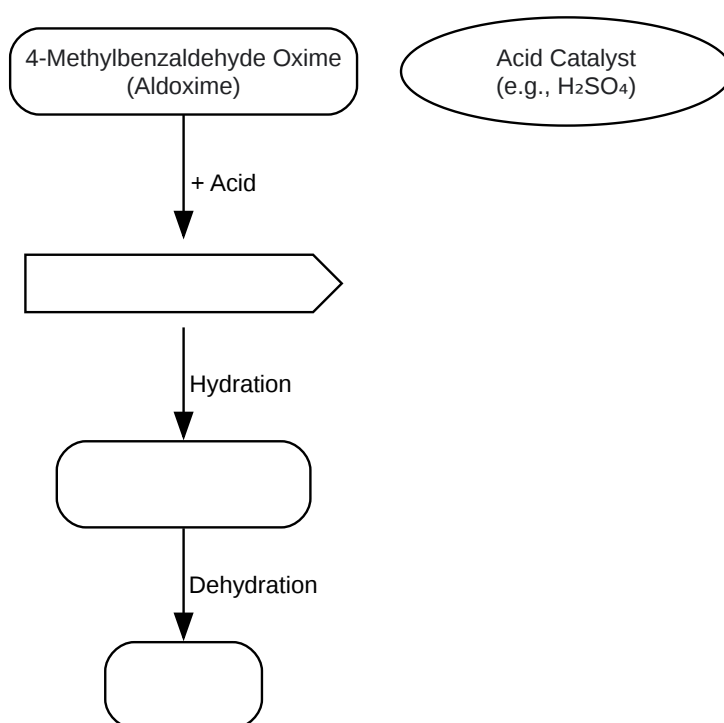 4-Methylbenzaldehyde Oxime
(Aldoxime)
Acid Catalyst
(e.g., H₂SO₄)
+ Acid
Hydration
Dehydration